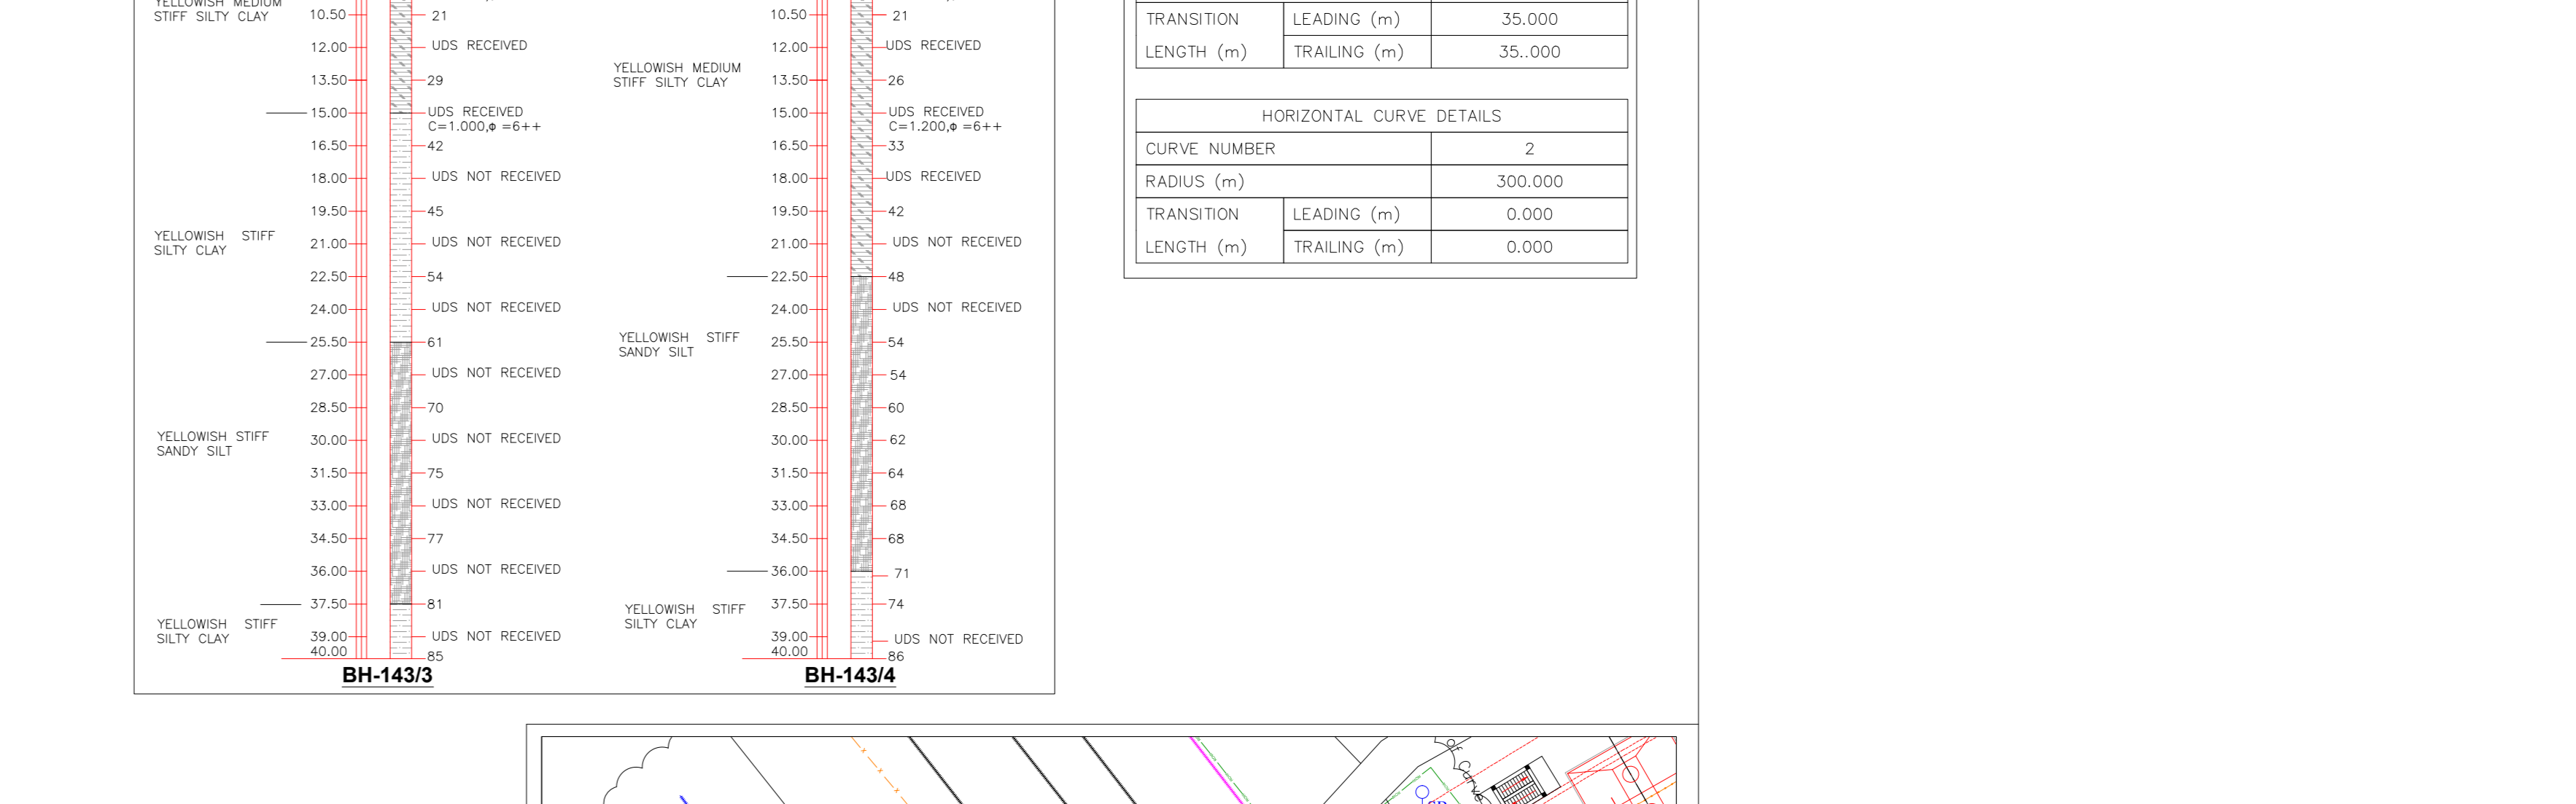 YELLOWISH MEDIUM
STIFF SILTY CLAY
10.50 21
12.00 UDS RECEIVED
13.50 29
15.00 UDS RECEIVED
C=1.000,φ =6++
16.50 42
18.00 UDS NOT RECEIVED
19.50 45
YELLOWISH STIFF
SILTY CLAY
21.00 UDS NOT RECEIVED
22.50 54
24.00 UDS NOT RECEIVED
25.50 61
27.00 UDS NOT RECEIVED
28.50 70
YELLOWISH STIFF
SANDY SILT
30.00 UDS NOT RECEIVED
31.50 75
33.00 UDS NOT RECEIVED
34.50 77
36.00 UDS NOT RECEIVED
37.50 81
YELLOWISH STIFF
SILTY CLAY
39.00 UDS NOT RECEIVED
40.00 85
BH-143/3
10.50 21
12.00 UDS RECEIVED
YELLOWISH MEDIUM
STIFF SILTY CLAY
13.50 26
15.00 UDS RECEIVED
C=1.200,φ =6++
16.50 33
18.00 UDS RECEIVED
19.50 42
21.00 UDS NOT RECEIVED
22.50 48
24.00 UDS NOT RECEIVED
YELLOWISH STIFF
SANDY SILT
25.50 54
27.00 54
28.50 60
30.00 62
31.50 64
33.00 68
34.50 68
36.00 71
37.50 74
YELLOWISH STIFF
SILTY CLAY
39.00 UDS NOT RECEIVED
40.00 86
BH-143/4
TRANSITION LEADING (m) 35.000
LENGTH (m) TRAILING (m) 35..000
HORIZONTAL CURVE DETAILS
CURVE NUMBER 2
RADIUS (m) 300.000
TRANSITION LEADING (m) 0.000
LENGTH (m) TRAILING (m) 0.000
of Curve